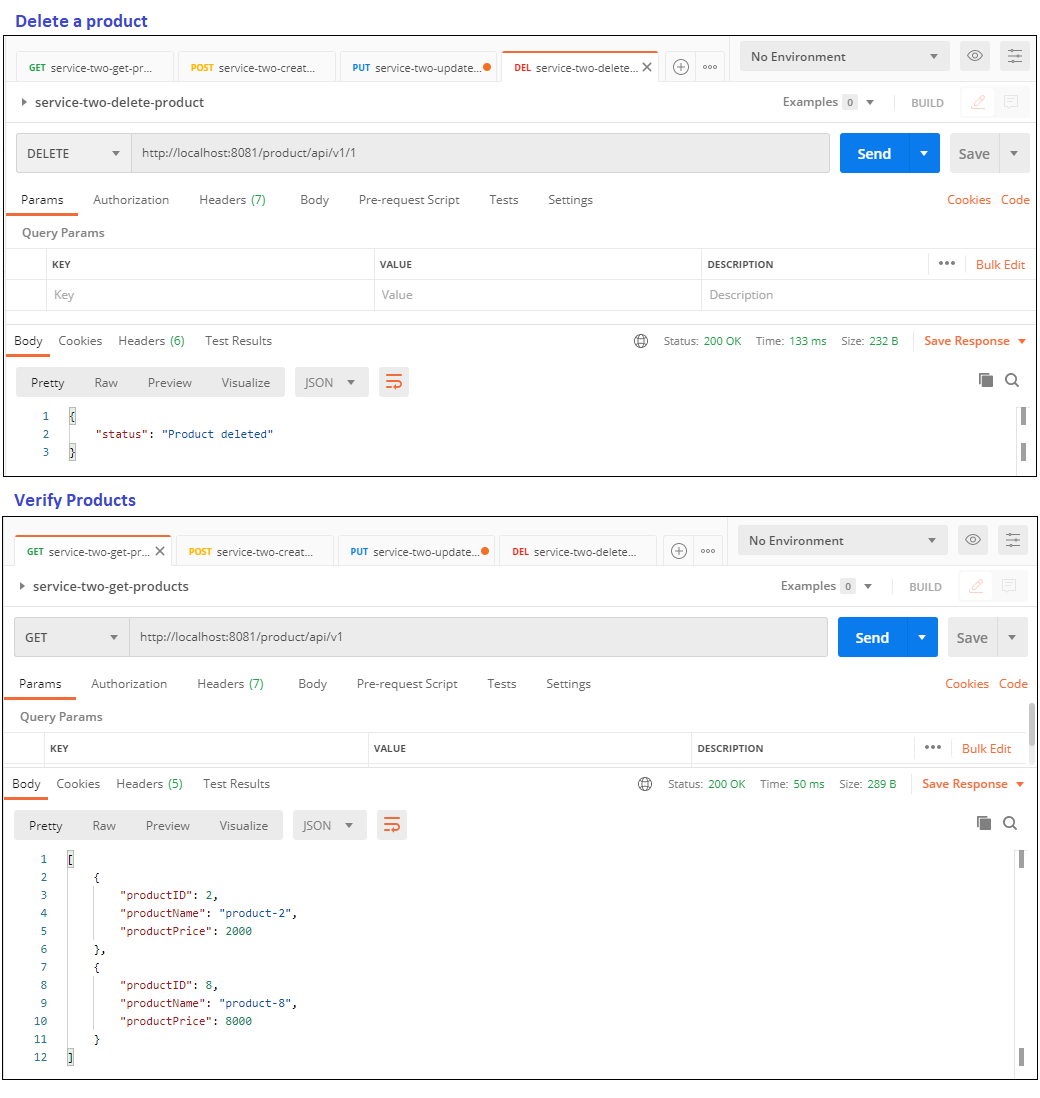 Delete a product
GET service-two-get-pr... POST service-two-creat... PUT service-two-update... DEL service-two-delete... No Environment
service-two-delete-product Examples 0 BUILD
DELETE http://localhost:8081/product/api/v1/1 Send Save
Params Authorization Headers (7) Body Pre-request Script Tests Settings Cookies Code
Query Params
KEY VALUE DESCRIPTION ••• Bulk Edit
Key Value Description
Body Cookies Headers (6) Test Results Status: 200 OK Time: 133 ms Size: 232 B Save Response
Pretty Raw Preview Visualize JSON
1 {
2 "status": "Product deleted"
3 }
Verify Products
GET service-two-get-pr... POST service-two-creat... PUT service-two-update... DEL service-two-delete... No Environment
service-two-get-products Examples 0 BUILD
GET http://localhost:8081/product/api/v1 Send Save
Params Authorization Headers (7) Body Pre-request Script Tests Settings Cookies Code
Query Params
KEY VALUE DESCRIPTION ••• Bulk Edit
Body Cookies Headers (5) Test Results Status: 200 OK Time: 50 ms Size: 289 B Save Response
Pretty Raw Preview Visualize JSON
1 [
2 {
3 "productID": 2,
4 "productName": "product-2",
5 "productPrice": 2000
6 },
7 {
8 "productID": 8,
9 "productName": "product-8",
10 "productPrice": 8000
11 }
12 ]